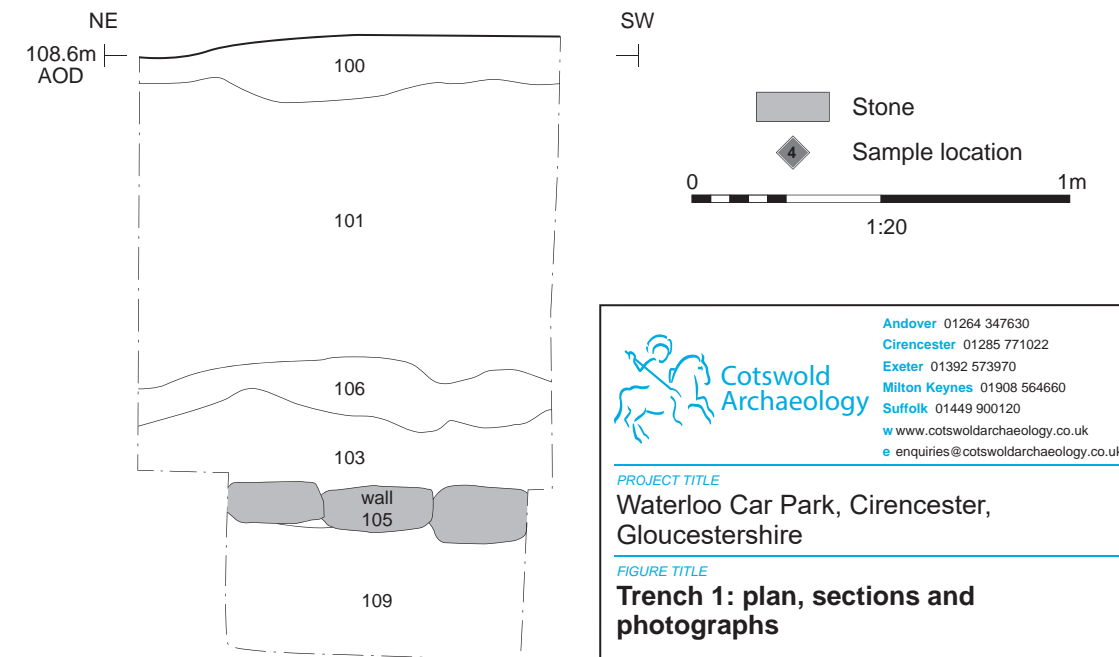 NE
SW
108.6m
AOD
100
101
106
103
wall
105
109
Stone
4
Sample location
0
1m
1:20
Cotswold
Archaeology
Andover 01264 347630
Cirencester 01285 771022
Exeter 01392 573970
Milton Keynes 01908 564660
Suffolk 01449 900120
w www.cotswoldarchaeology.co.uk
e enquiries@cotswoldarchaeology.co.uk
PROJECT TITLE
Waterloo Car Park, Cirencester,
Gloucestershire
FIGURE TITLE
Trench 1: plan, sections and
photographs